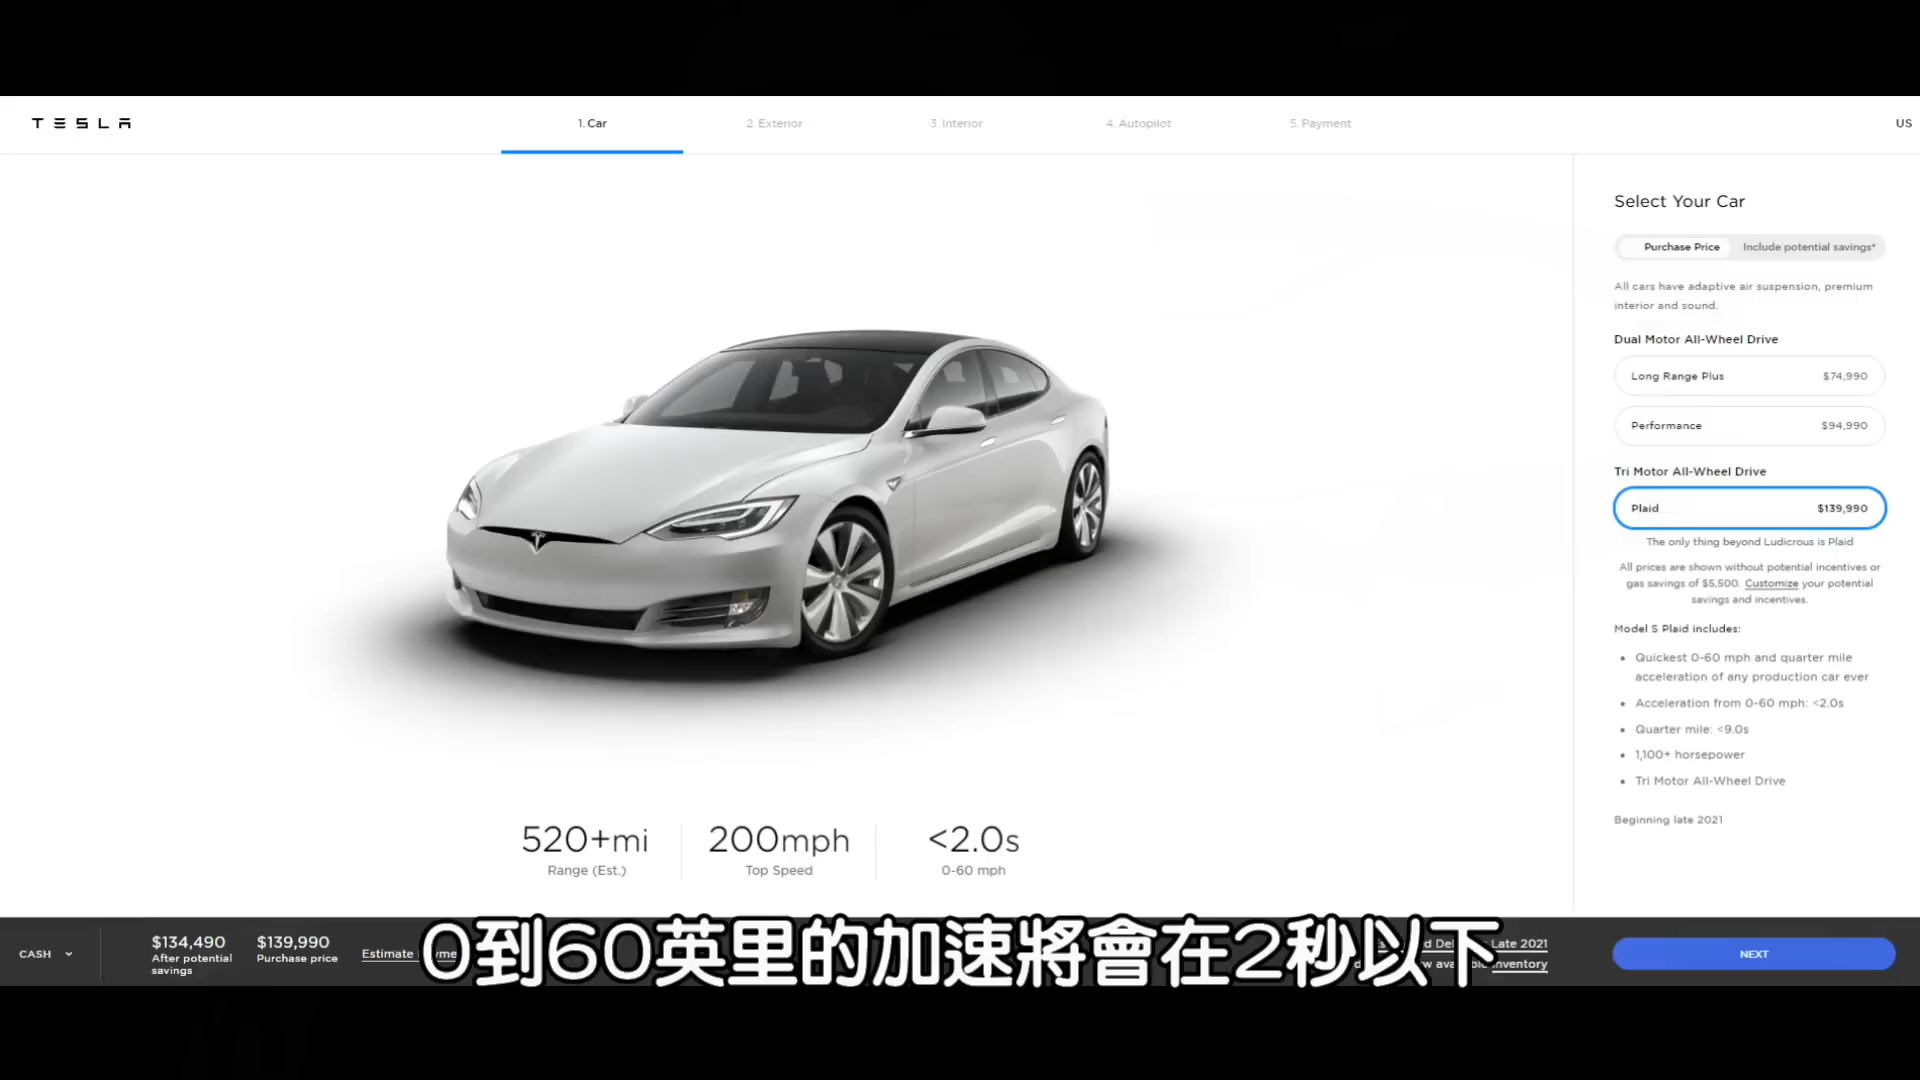 TESLA
1. Car
2. Exterior
3. Interior
4. Autopilot
5. Payment
US
Select Your Car
Purchase Price
Include potential savings*
All cars have adaptive air suspension, premium
interior and sound.
Dual Motor All-Wheel Drive
Long Range Plus $74,990
Performance $94,990
Tri Motor All-Wheel Drive
Plaid $139,990
The only thing beyond Ludicrous is Plaid
All prices are shown without potential incentives or
gas savings of $5,500. Customize your potential
savings and incentives.
Model S Plaid includes:
• Quickest 0-60 mph and quarter mile
acceleration of any production car ever
• Acceleration from 0-60 mph: <2.0s
• Quarter mile: <9.0s
• 1,100+ horsepower
• Tri Motor All-Wheel Drive
Beginning late 2021
520+mi
Range (Est.)
200mph
Top Speed
<2.0s
0-60 mph
CASH
$134,490
After potential
savings
$139,990
Purchase price
Estimate
Late 2021
inventory
NEXT
0到60英里的加速將會在2秒以下